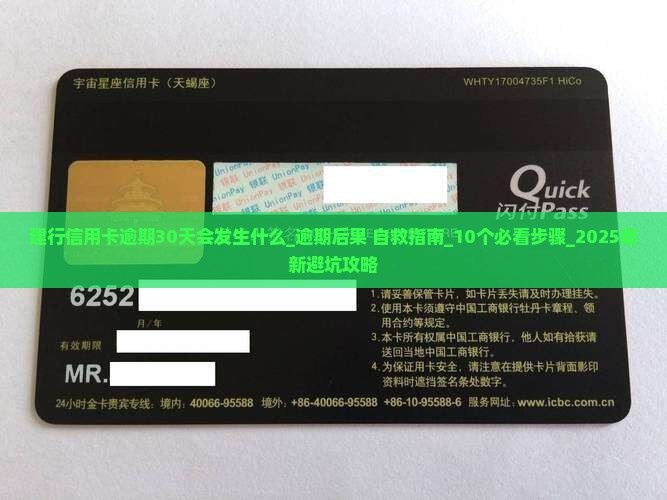 宇宙星座信用卡（天蝎座）
WHTY17004735F1 HiCo
UnionPay 银联 UnionPay 银联 UnionPay
Quick
闪付Pass
建行信用卡逾期30天会发生什么_逾期后果 自救指南_10个必看步骤_2025最
新避坑攻略
6252
月/年
有效期限
MR.
1.请妥善保管卡片，如卡片丢失请及时办理挂失。
2.使用本卡须遵守中国工商银行牡丹卡章程、领
用合约等规定。
3.本卡所有权属中国工商银行，他人如有拾获请
送回当地中国工商银行。
4.为保证用卡安全，请注意在提供卡片背面影印
资料时遮挡签名条处数字。
24小时金卡贵宾专线：境内：40066-95588 境外：+86-40066-95588 +86-10-95588-6 服务网址：www.icbc.com.cn